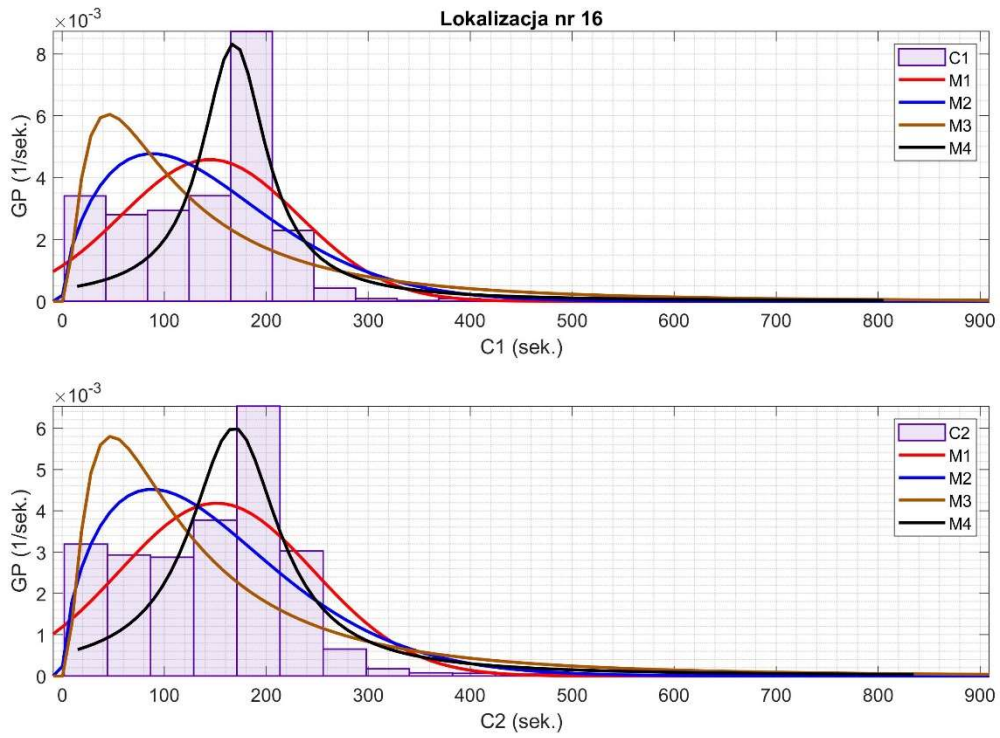 Lokalizacja nr 16
×10⁻³
GP (1/sek.)
8
6
4
2
0
0 100 200 300 400 500 600 700 800 900
C1 (sek.)
C1
M1
M2
M3
M4
×10⁻³
GP (1/sek.)
6
5
4
3
2
1
0
0 100 200 300 400 500 600 700 800 900
C2 (sek.)
C2
M1
M2
M3
M4